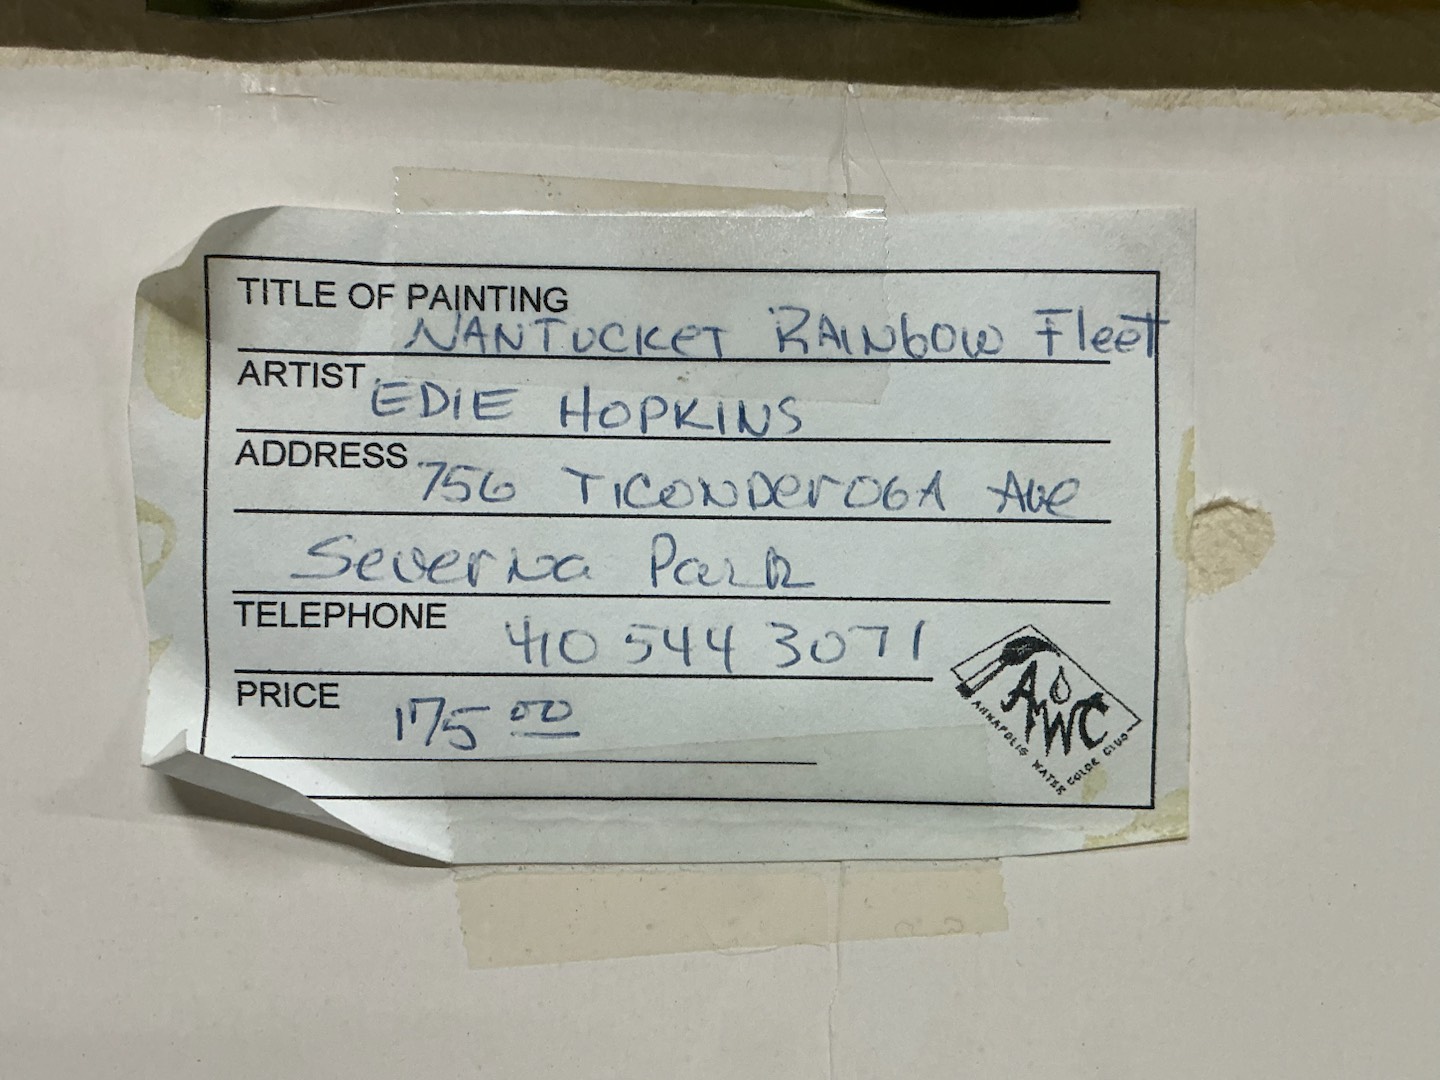 TITLE OF PAINTING
NANTUCKET RAINbOW Fleet
ARTIST EDIE HOPKINS
ADDRESS 756 TICONDEROGA Ave
Severna Park
TELEPHONE 410 544 3071
PRICE 175 00
AWC
ANNAPOLIS WATER COLOR CLUB